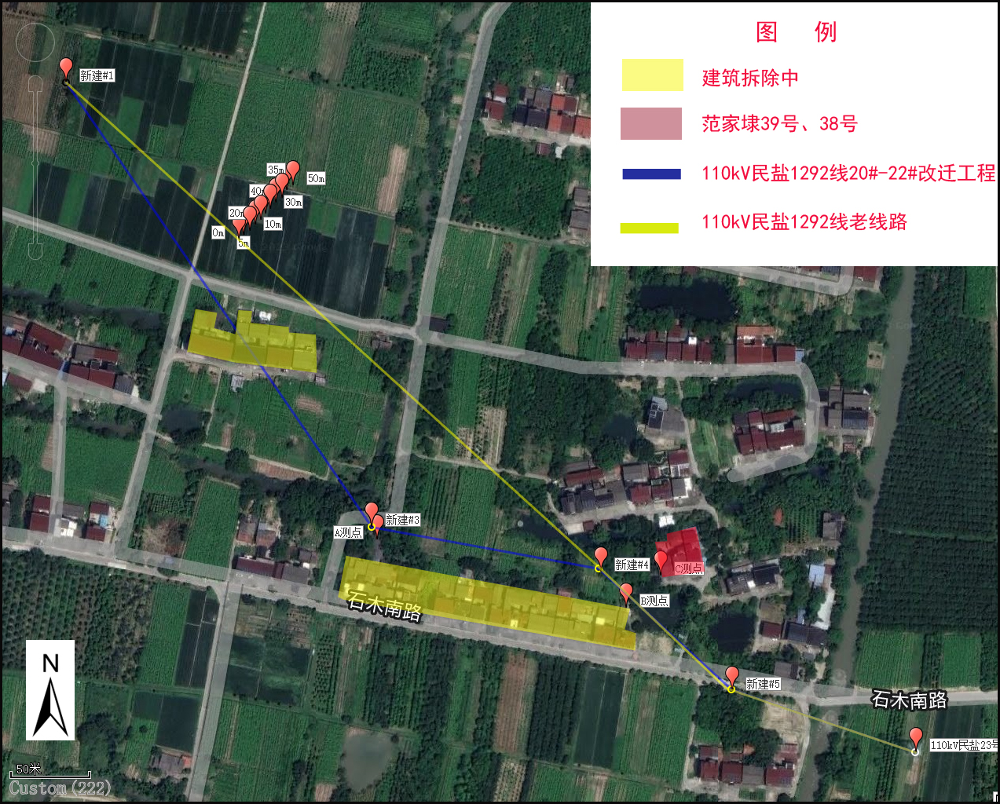 图 例
建筑拆除中
范家埭39号、38号
110kV民盐1292线20#-22#改迁工程
110kV民盐1292线老线路
新建#1
35m
50m
40m
30m
20m
10m
0m
5m
新建#3
A测点
新建#4
C测点
B测点
石木南路
新建#5
石木南路
110kV民盐23号
N
50米
Custom(222)